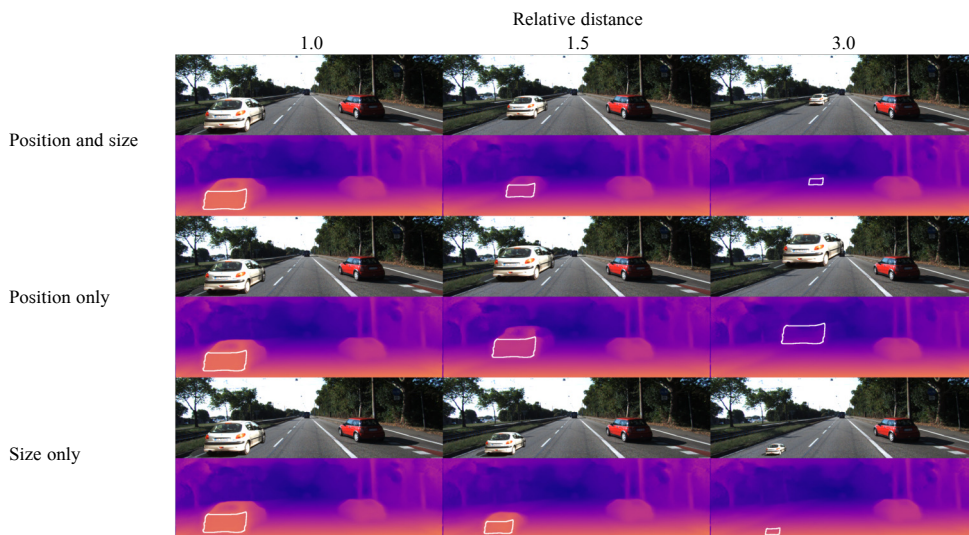 Relative distance
1.0 1.5 3.0
Position and size
Position only
Size only